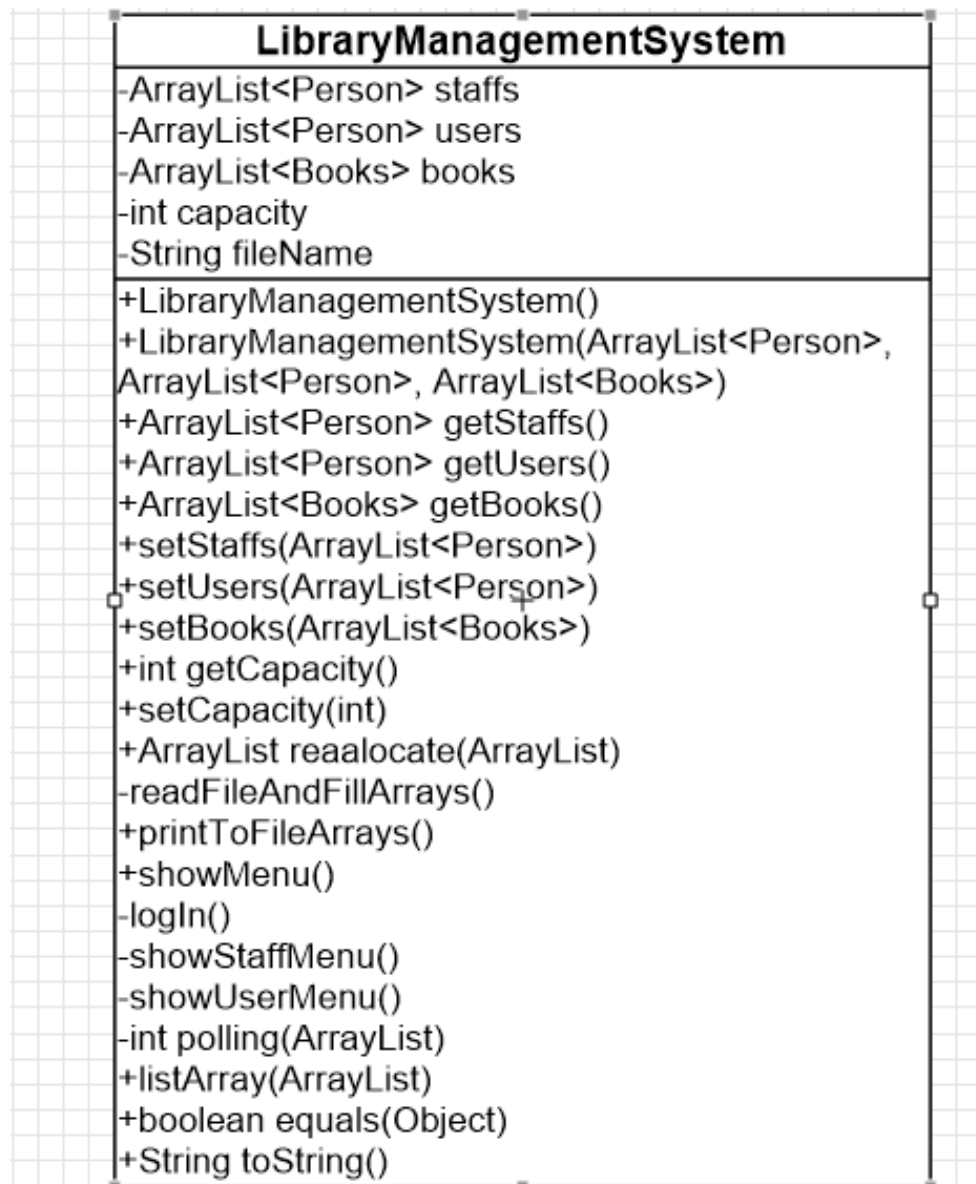 LibraryManagementSystem
-ArrayList<Person> staffs
-ArrayList<Person> users
-ArrayList<Books> books
-int capacity
-String fileName
+LibraryManagementSystem()
+LibraryManagementSystem(ArrayList<Person>,
ArrayList<Person>, ArrayList<Books>)
+ArrayList<Person> getStaffs()
+ArrayList<Person> getUsers()
+ArrayList<Books> getBooks()
+setStaffs(ArrayList<Person>)
+setUsers(ArrayList<Person>)
+setBooks(ArrayList<Books>)
+int getCapacity()
+setCapacity(int)
+ArrayList reaalocate(ArrayList)
-readFileAndFillArrays()
+printToFileArrays()
+showMenu()
-logIn()
-showStaffMenu()
-showUserMenu()
-int polling(ArrayList)
+listArray(ArrayList)
+boolean equals(Object)
+String toString()